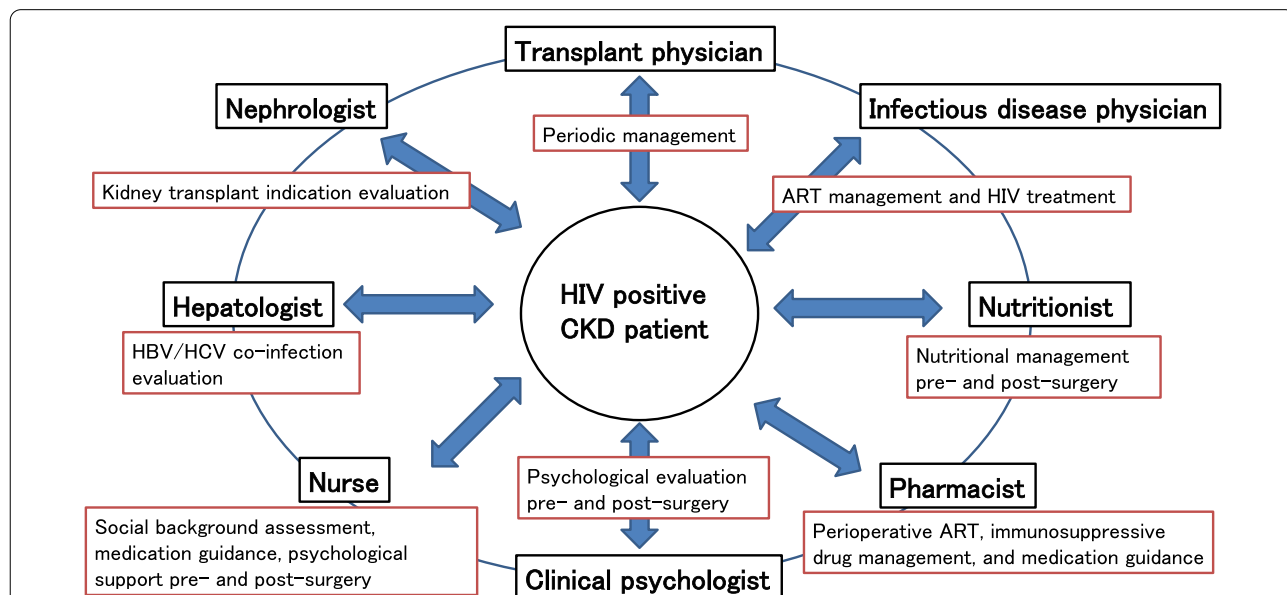 Transplant physician
Nephrologist
Infectious disease physician
Periodic management
Kidney transplant indication evaluation
ART management and HIV treatment
HIV positive
CKD patient
Hepatologist
Nutritionist
HBV/HCV co-infection
evaluation
Nutritional management
pre- and post-surgery
Nurse
Psychological evaluation
pre- and post-surgery
Pharmacist
Social background assessment,
medication guidance, psychological
support pre- and post-surgery
Perioperative ART, immunosuppressive
drug management, and medication guidance
Clinical psychologist